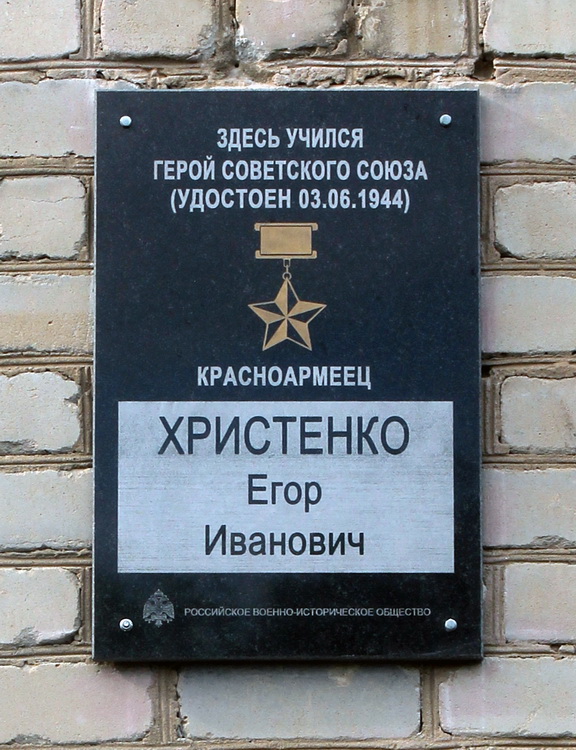 ЗДЕСЬ УЧИЛСЯ
ГЕРОЙ СОВЕТСКОГО СОЮЗА
(УДОСТОЕН 03.06.1944)
КРАСНОАРМЕЕЦ
ХРИСТЕНКО
Егор
Иванович
РОССИЙСКОЕ ВОЕННО-ИСТОРИЧЕСКОЕ ОБЩЕСТВО